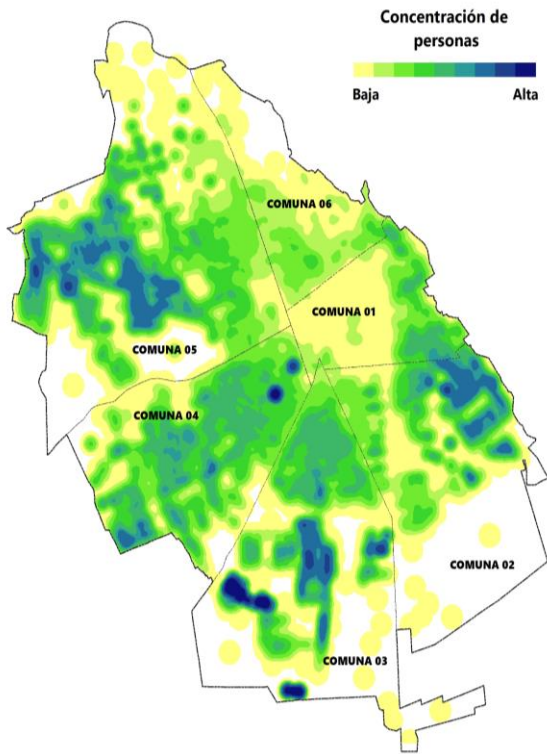 Concentración de
personas
Baja Alta
COMUNA 06
COMUNA 01
COMUNA 05
COMUNA 04
COMUNA 02
COMUNA 03